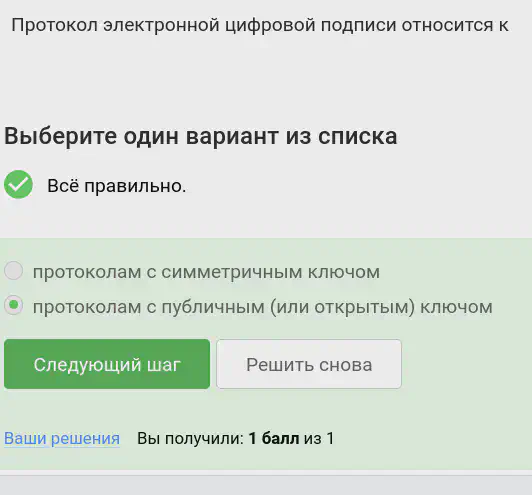 Протокол электронной цифровой подписи относится к
Выберите один вариант из списка
Всё правильно.
протоколам с симметричным ключом
протоколам с публичным (или открытым) ключом
Следующий шаг
Решить снова
Ваши решения Вы получили: 1 балл из 1